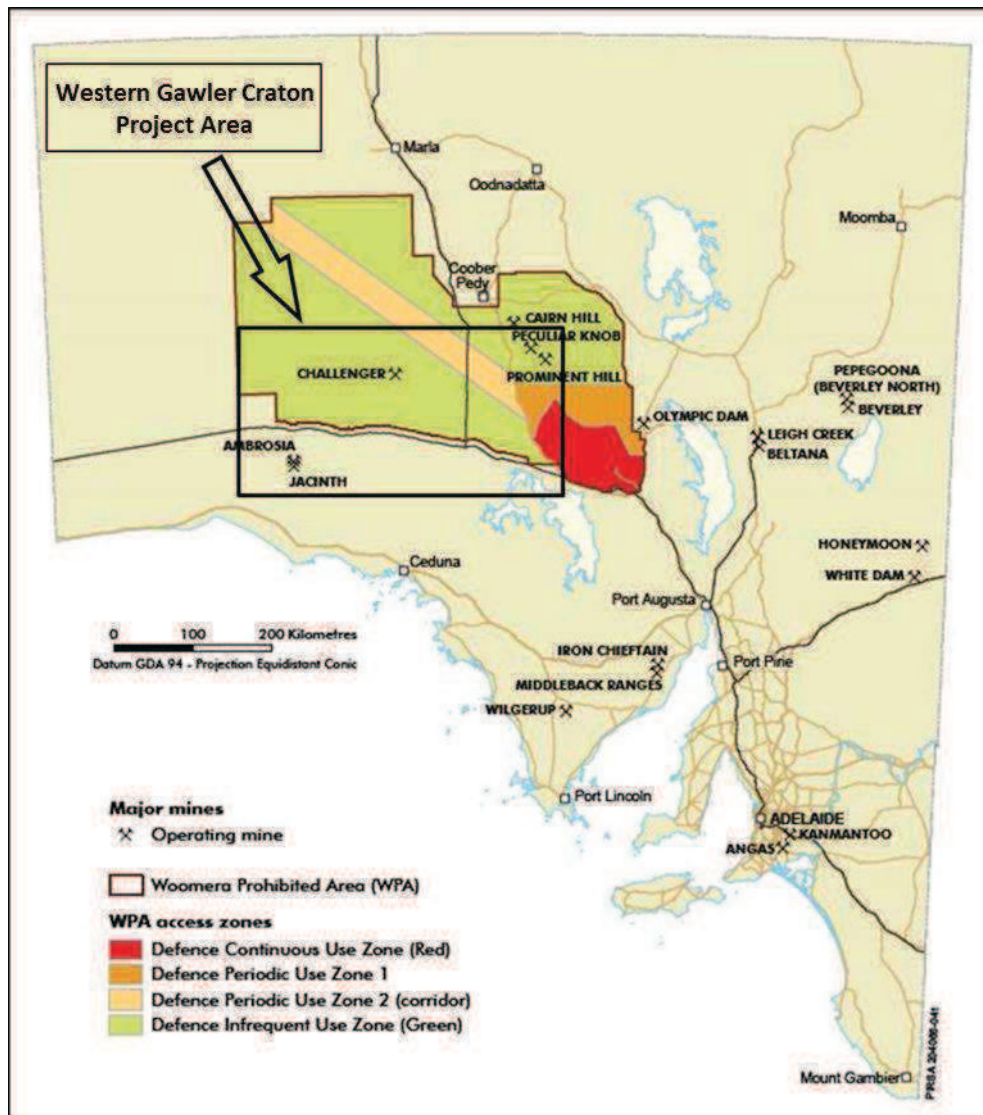 Western Gawler Craton
Project Area
Marla
Oodnadatta
Moomba
Coober
Pedy
CAIRN HILL
PECULIAR KNOB
PROMINENT HILL
CHALLENGER
PEPEGOONA
(BEVERLEY NORTH)
BEVERLEY
OLYMPIC DAM
LEIGH CREEK
BELTANA
AMBROSIA
JACINTH
HONEYMOON
WHITE DAM
Ceduna
Port Augusta
0 100 200 Kilometres
Datum GDA 94 - Projection Equidistant Conic
IRON CHIEFTAIN
Port Pirie
MIDDLEBACK RANGES
WILGERUP
Port Lincoln
ADELAIDE
KANMANTOO
ANGAS
Major mines
Operating mine
Woomera Prohibited Area (WPA)
WPA access zones
Defence Continuous Use Zone (Red)
Defence Periodic Use Zone 1
Defence Periodic Use Zone 2 (corridor)
Defence Infrequent Use Zone (Green)
Mount Gambier
PIRSA 204066-041